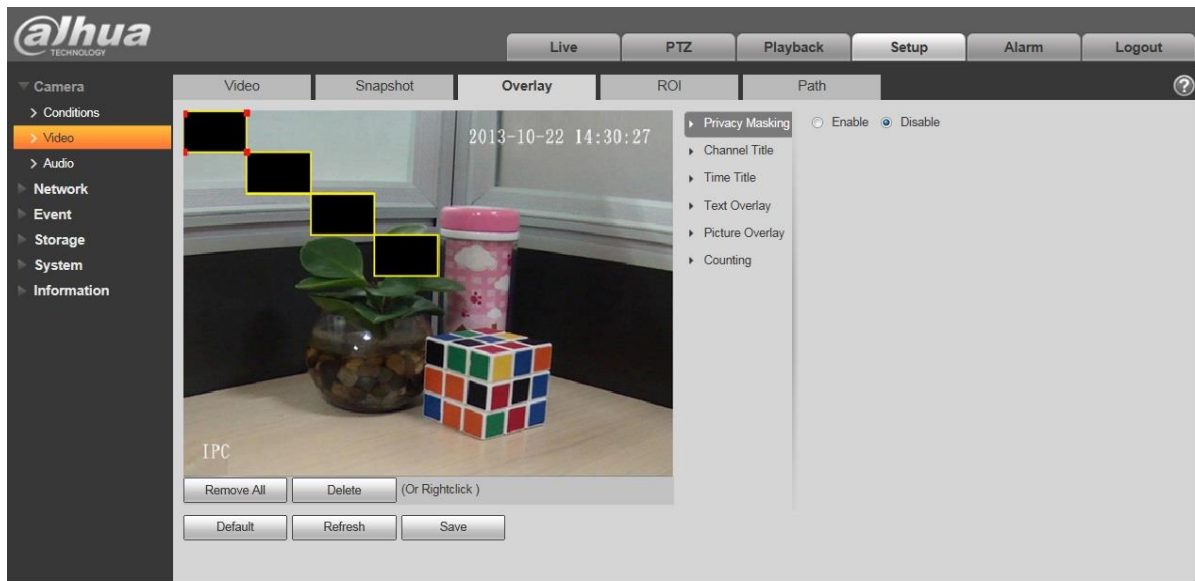 alhua
TECHNOLOGY
Live
PTZ
Playback
Setup
Alarm
Logout
Camera
Conditions
Video
Audio
Network
Event
Storage
System
Information
Video
Snapshot
Overlay
ROI
Path
?
2013-10-22 14:30:27
IPC
Privacy Masking
Enable
Disable
Channel Title
Time Title
Text Overlay
Picture Overlay
Counting
Remove All
Delete
(Or Rightclick )
Default
Refresh
Save